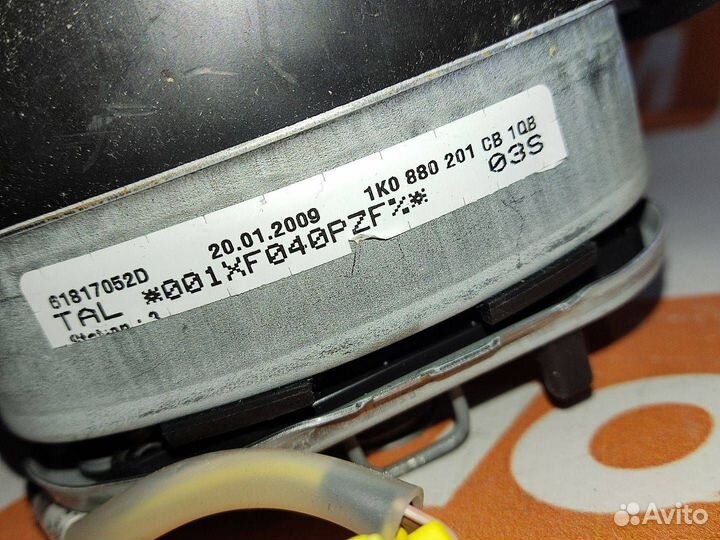 61817052D 20.01.2009 1K0 880 201 CB 1QB
TAL *001XF040PZF%* 03S
Avito